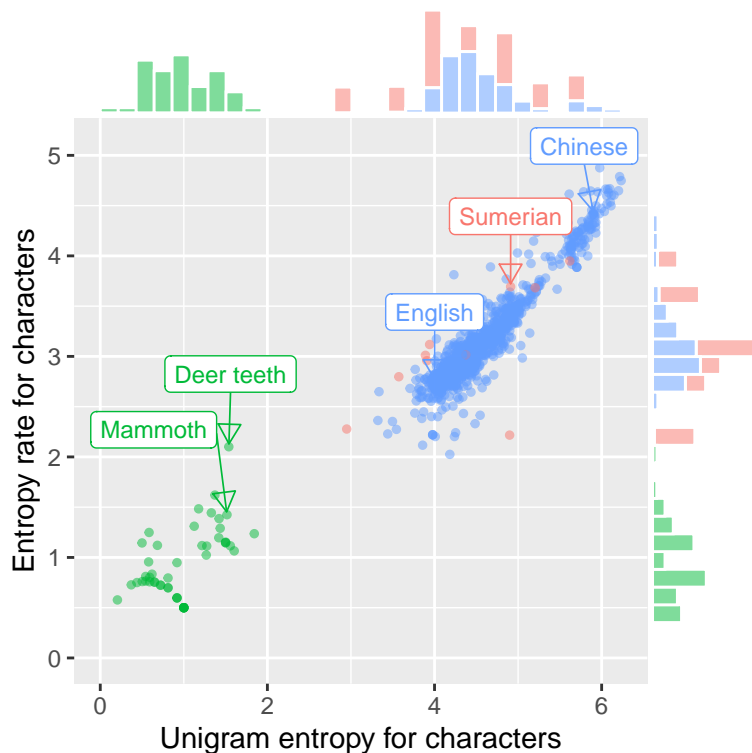 Chinese
Sumerian
English
Deer teeth
Mammoth
Entropy rate for characters
5
4
3
2
1
0
0
2
4
6
Unigram entropy for characters